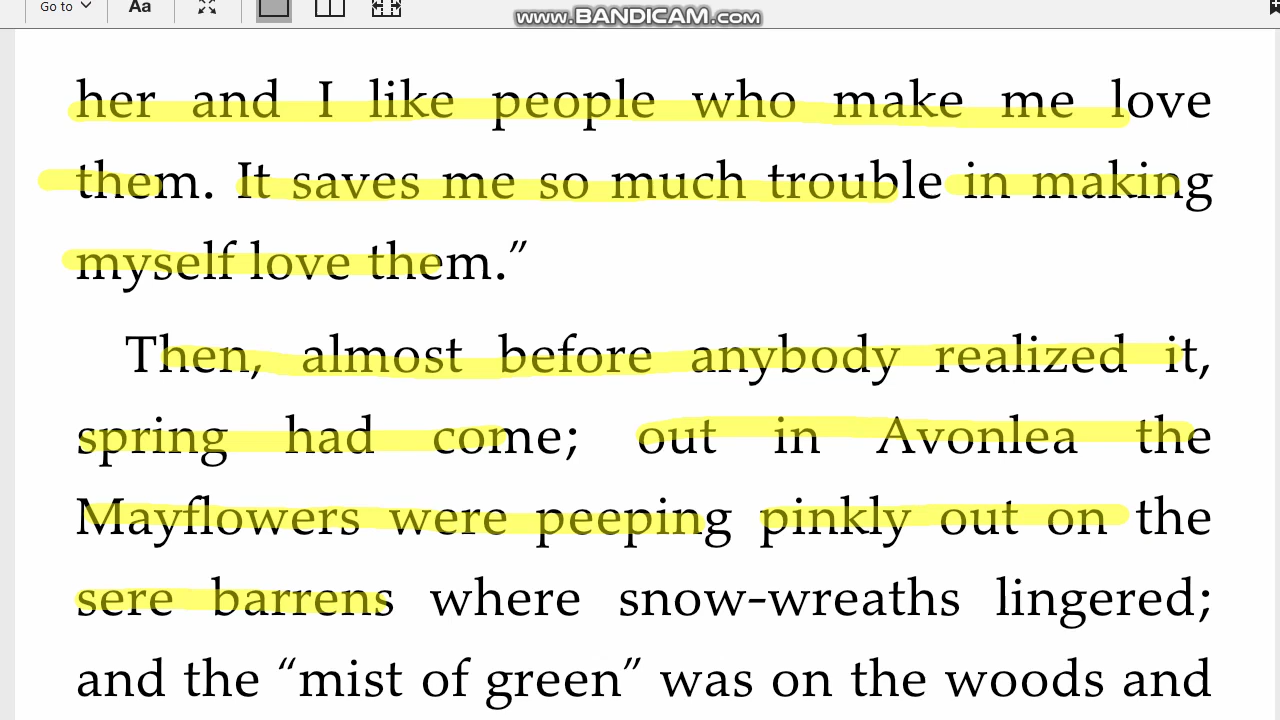 Go to
Aa
www.BANDICAM.com
her and I like people who make me love
them. It saves me so much trouble in making
myself love them.”
Then, almost before anybody realized it,
spring had come; out in Avonlea the
Mayflowers were peeping pinkly out on the
sere barrens where snow-wreaths lingered;
and the “mist of green” was on the woods and